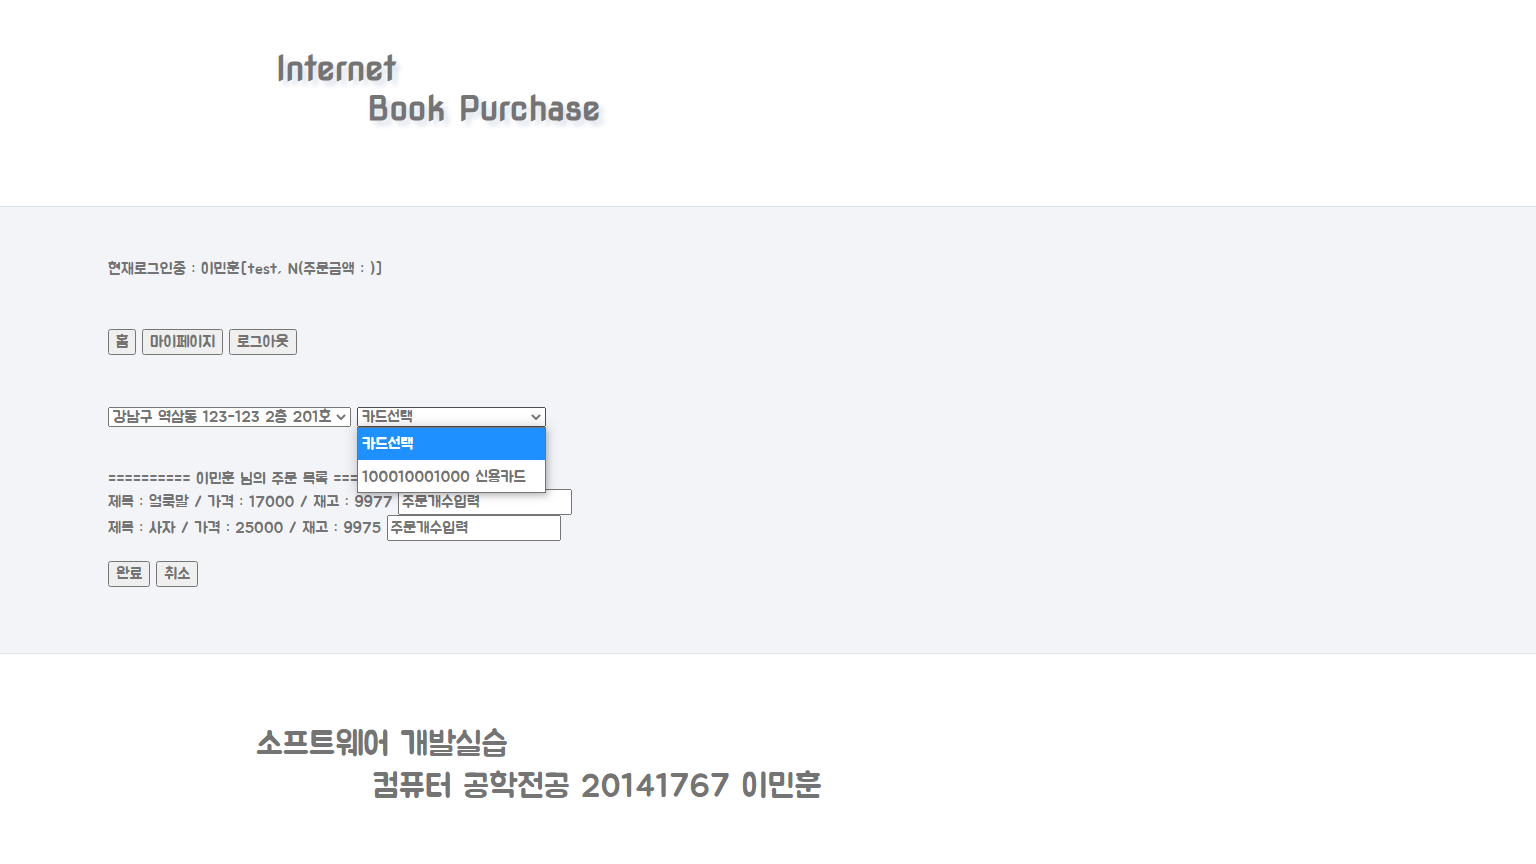 Internet
Book Purchase
현재로그인중 : 이민훈[test, N(주문금액 : )]
홈 마이페이지 로그아웃
강남구 역삼동 123-123 2층 201호 카드선택
카드선택
100010001000 신용카드
========== 이민훈 님의 주문 목록 ===
제목 : 얼룩말 / 가격 : 17000 / 재고 : 9977 주문개수입력
제목 : 사자 / 가격 : 25000 / 재고 : 9975 주문개수입력
완료 취소
소프트웨어 개발실습
컴퓨터 공학전공 20141767 이민훈